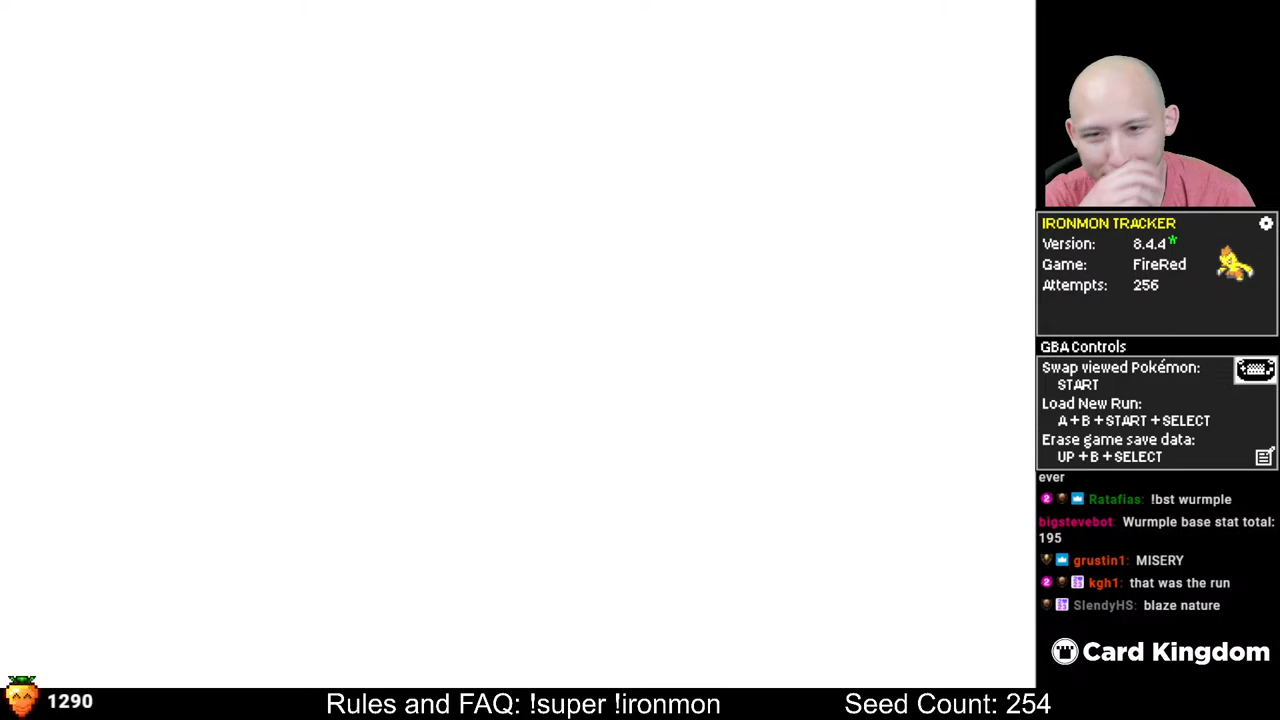 IRONMON TRACKER
Version: 8.4.4*
Game: FireRed
Attempts: 256
GBA Controls
Swap viewed Pokémon:
START
Load New Run:
A + B + START + SELECT
Erase game save data:
UP + B + SELECT
ever
Ratafias: !bst wurmple
bigstevebot: Wurmple base stat total:
195
grustin1: MISERY
kgh1: that was the run
SlendyHS: blaze nature
Card Kingdom
1290
Rules and FAQ: !super !ironmon
Seed Count: 254